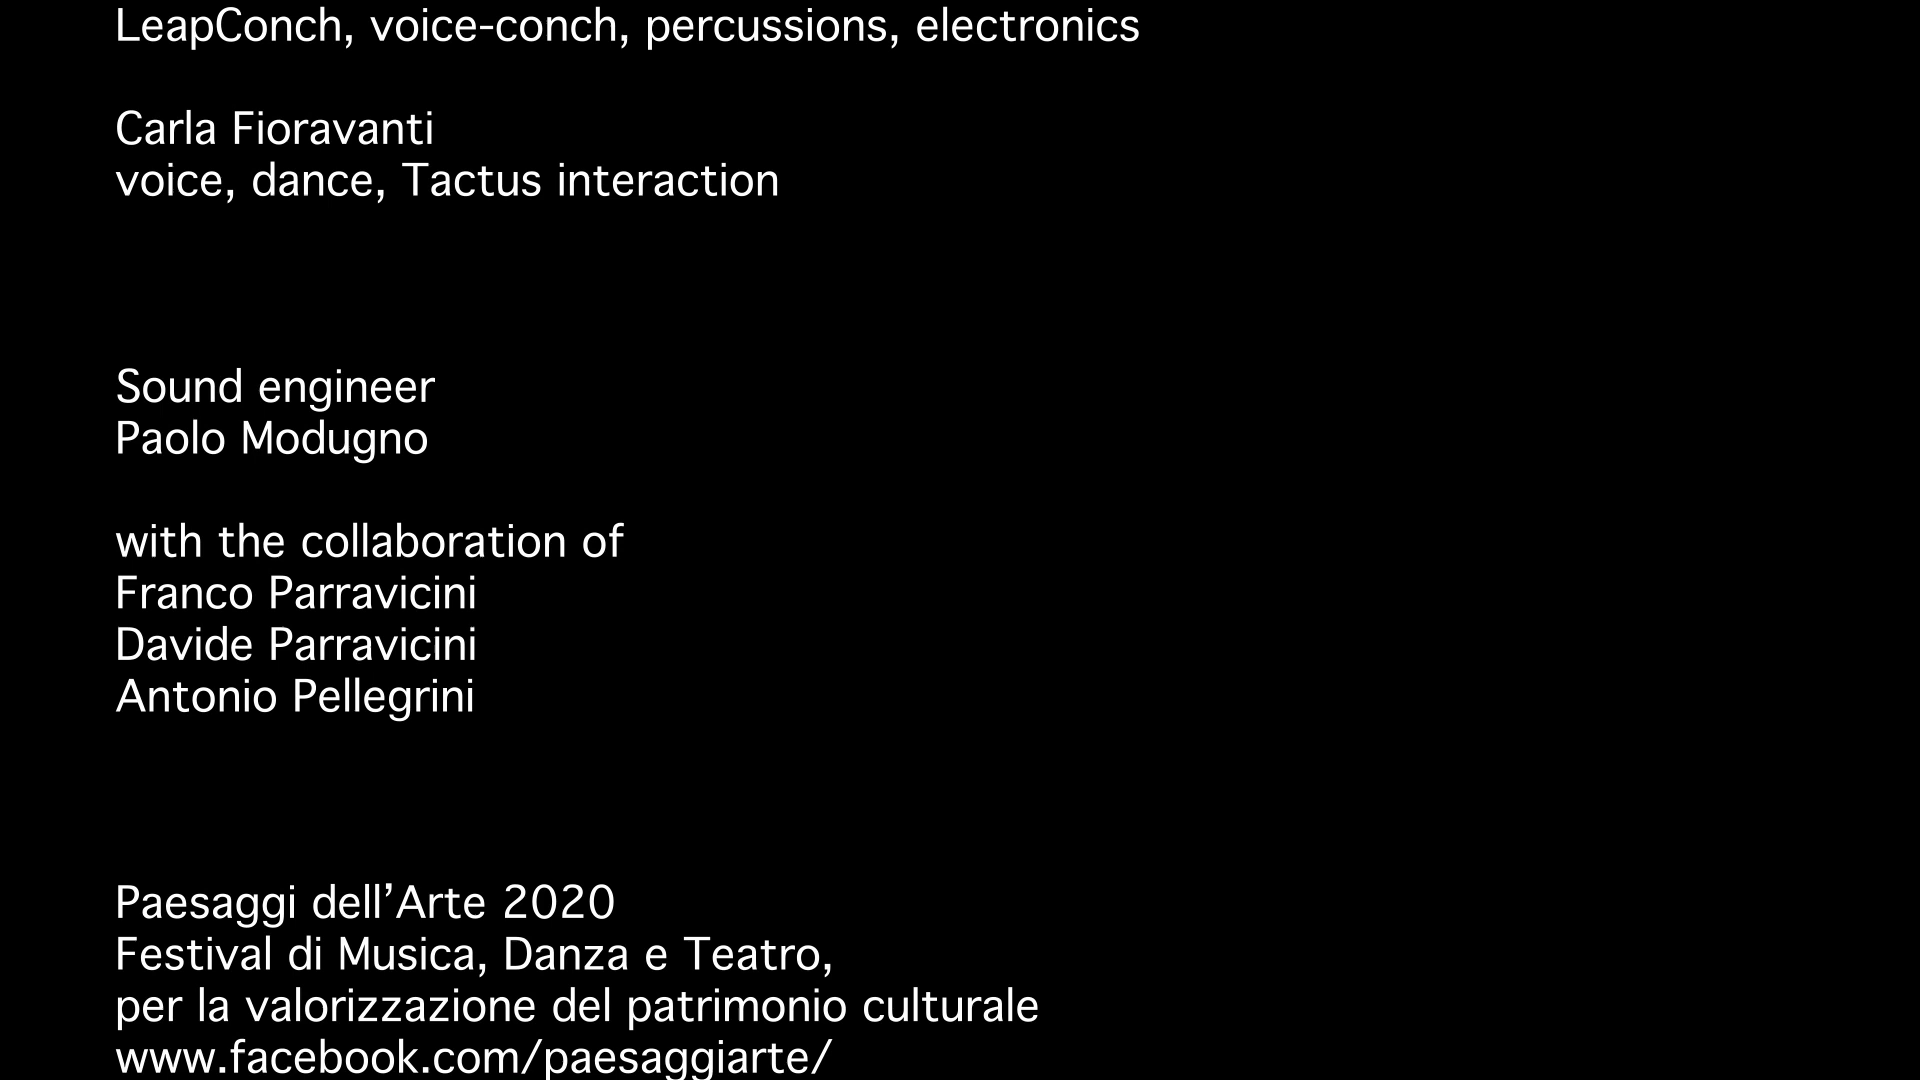 LeapConch, voice-conch, percussions, electronics
Carla Fioravanti
voice, dance, Tactus interaction
Sound engineer
Paolo Modugno
with the collaboration of
Franco Parravicini
Davide Parravicini
Antonio Pellegrini
Paesaggi dell’Arte 2020
Festival di Musica, Danza e Teatro,
per la valorizzazione del patrimonio culturale
www.facebook.com/paesaggiarte/